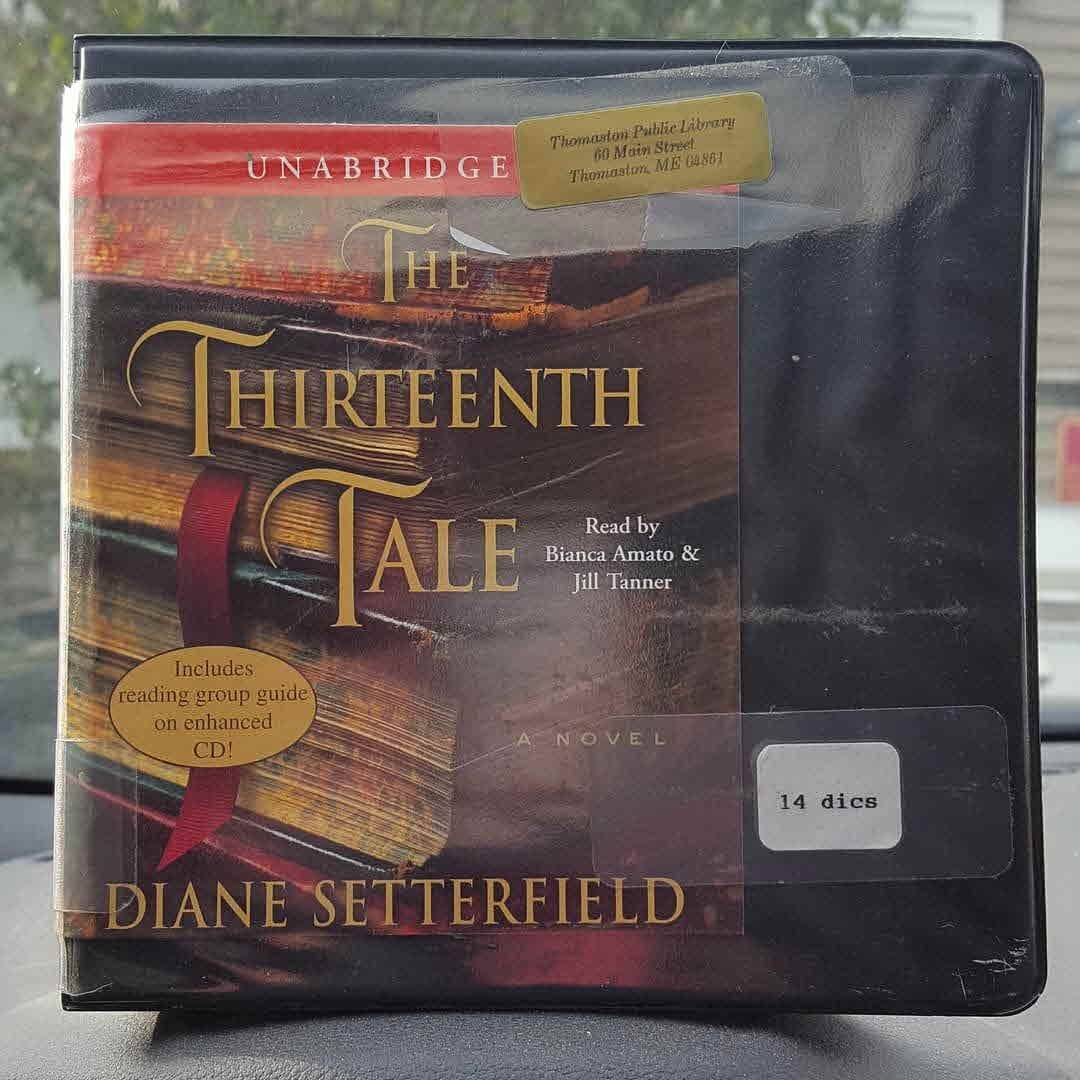 UNABRIDGE
Thomaston Public Library
60 Main Street
Thomaston, ME 04861
THE
THIRTEENTH
TALE
Read by
Bianca Amato &
Jill Tanner
Includes
reading group guide
on enhanced
CD!
A NOVEL
14 dics
DIANE SETTERFIELD